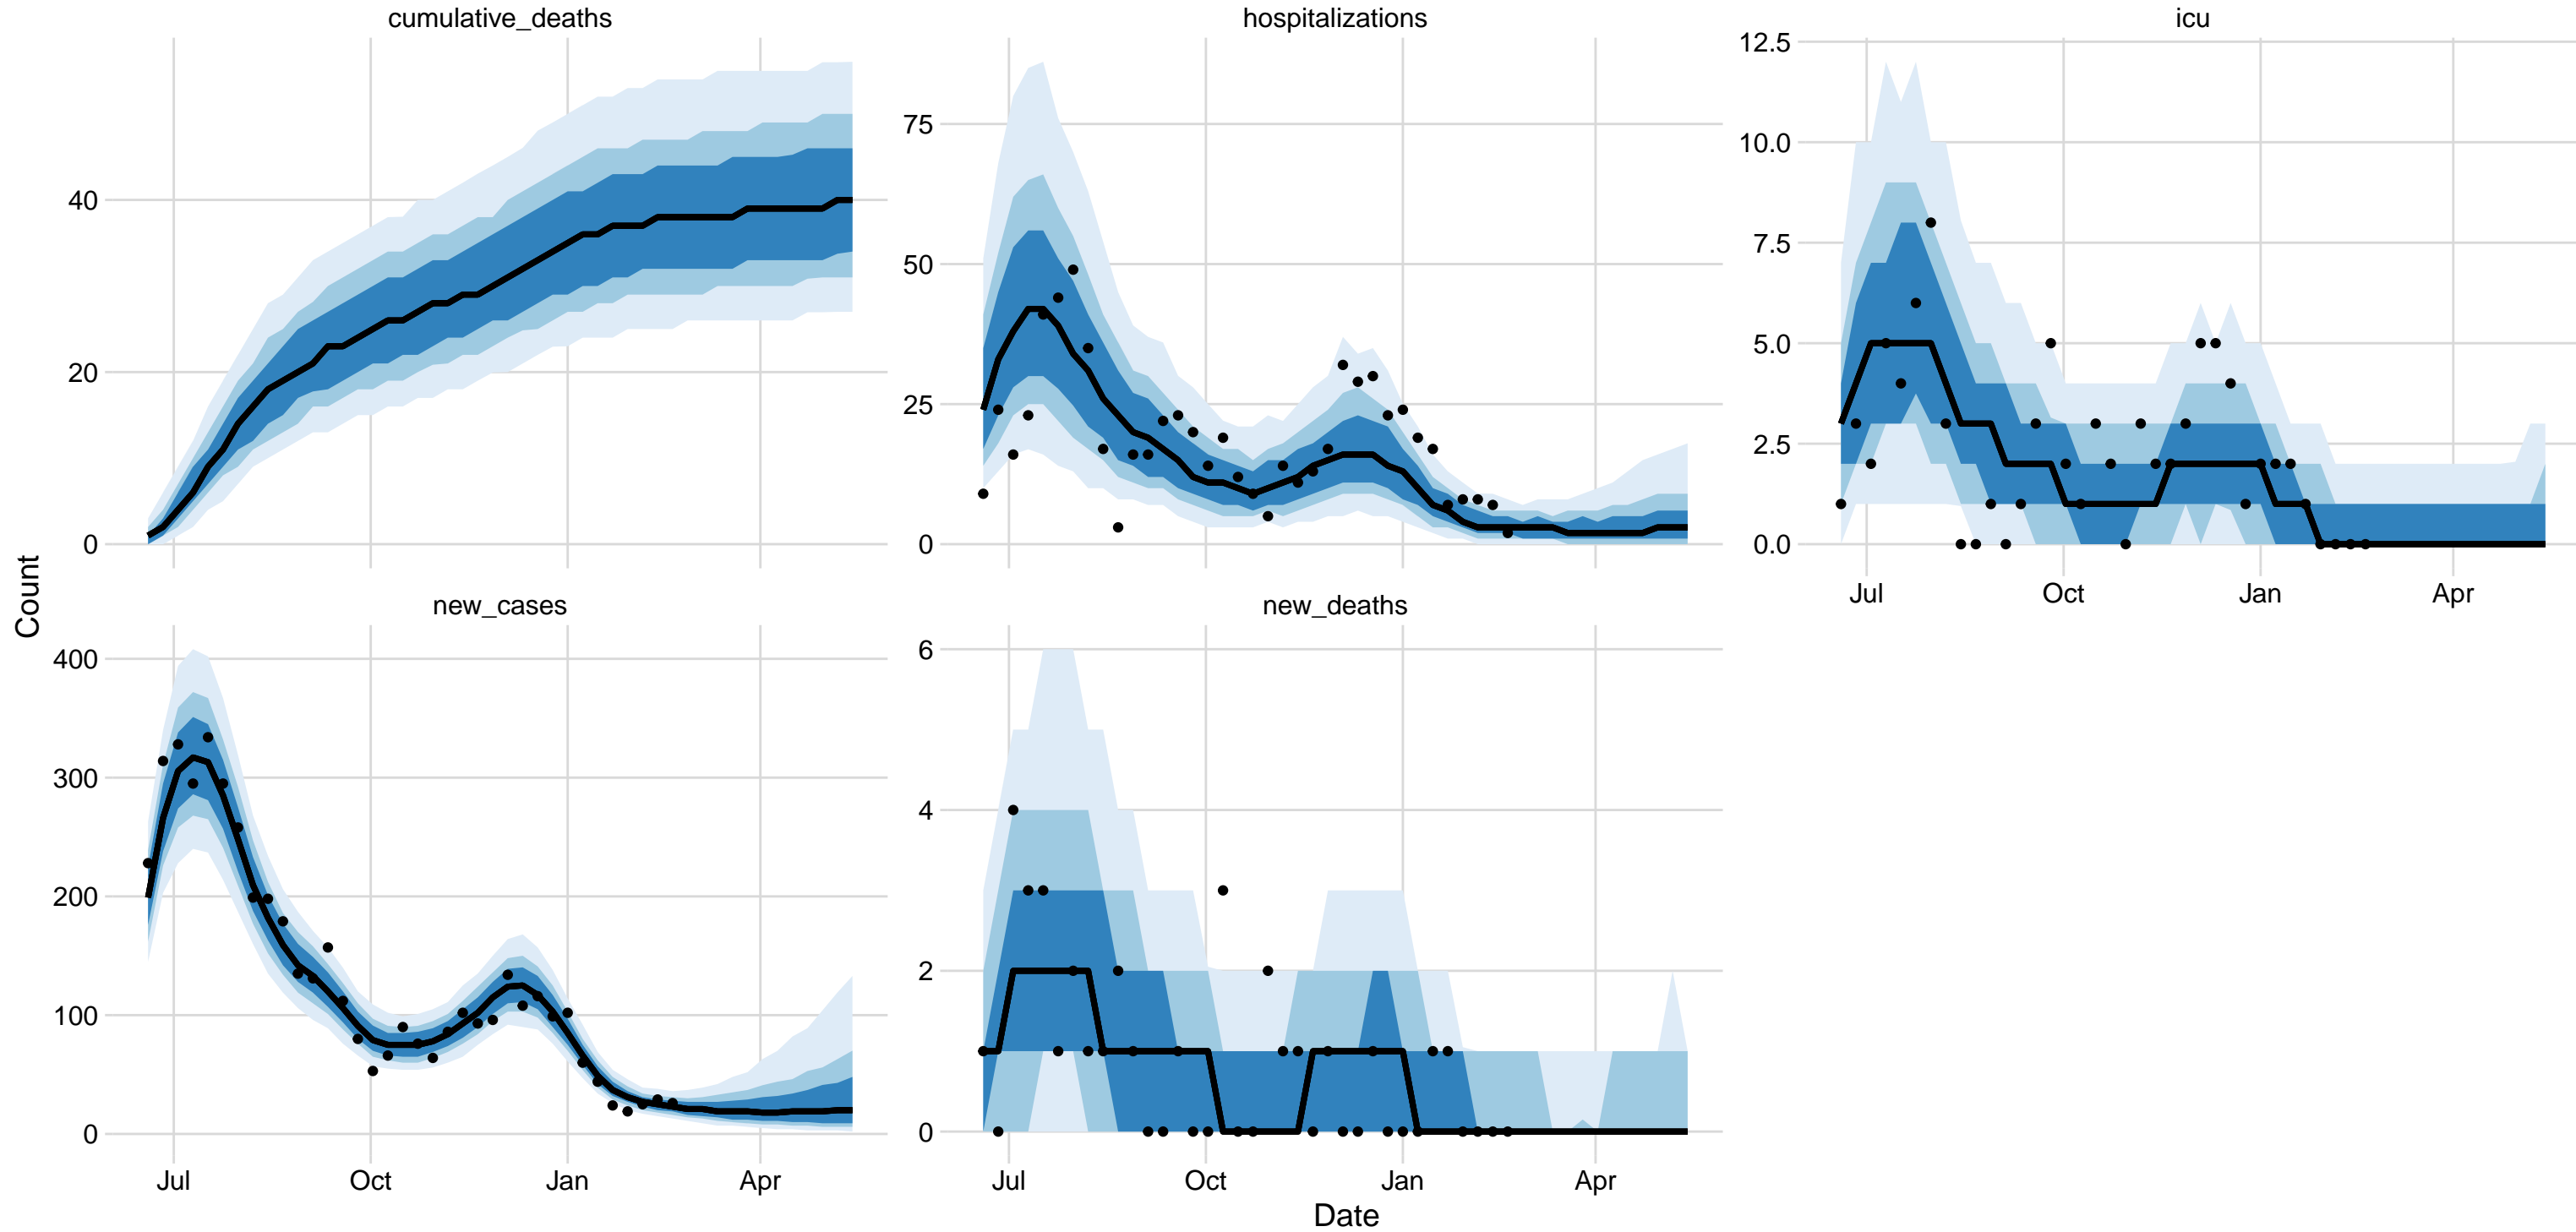 cumulative_deaths
hospitalizations
icu
40
20
0
75
50
25
0
12.5
10.0
7.5
5.0
2.5
0.0
Jul Oct Jan Apr
Count
new_cases
new_deaths
400
300
200
100
0
6
4
2
0
Jul Oct Jan Apr
Jul Oct Jan Apr
Date